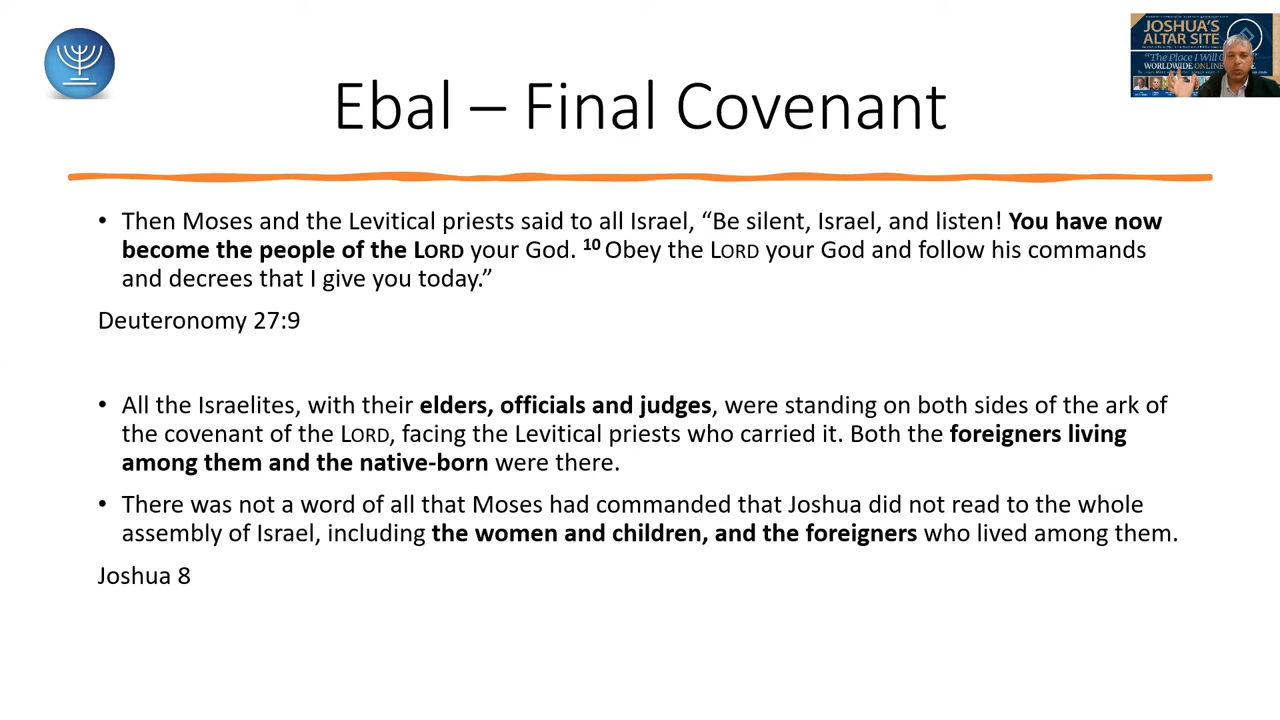 JOSHUA'S
ALTAR SITE
"The Place I Will
WORLDWIDE ONLINE
Ebal – Final Covenant
• Then Moses and the Levitical priests said to all Israel, “Be silent, Israel, and listen! You have now
become the people of the LORD your God. 10 Obey the LORD your God and follow his commands
and decrees that I give you today.”
Deuteronomy 27:9
• All the Israelites, with their elders, officials and judges, were standing on both sides of the ark of
the covenant of the LORD, facing the Levitical priests who carried it. Both the foreigners living
among them and the native-born were there.
• There was not a word of all that Moses had commanded that Joshua did not read to the whole
assembly of Israel, including the women and children, and the foreigners who lived among them.
Joshua 8